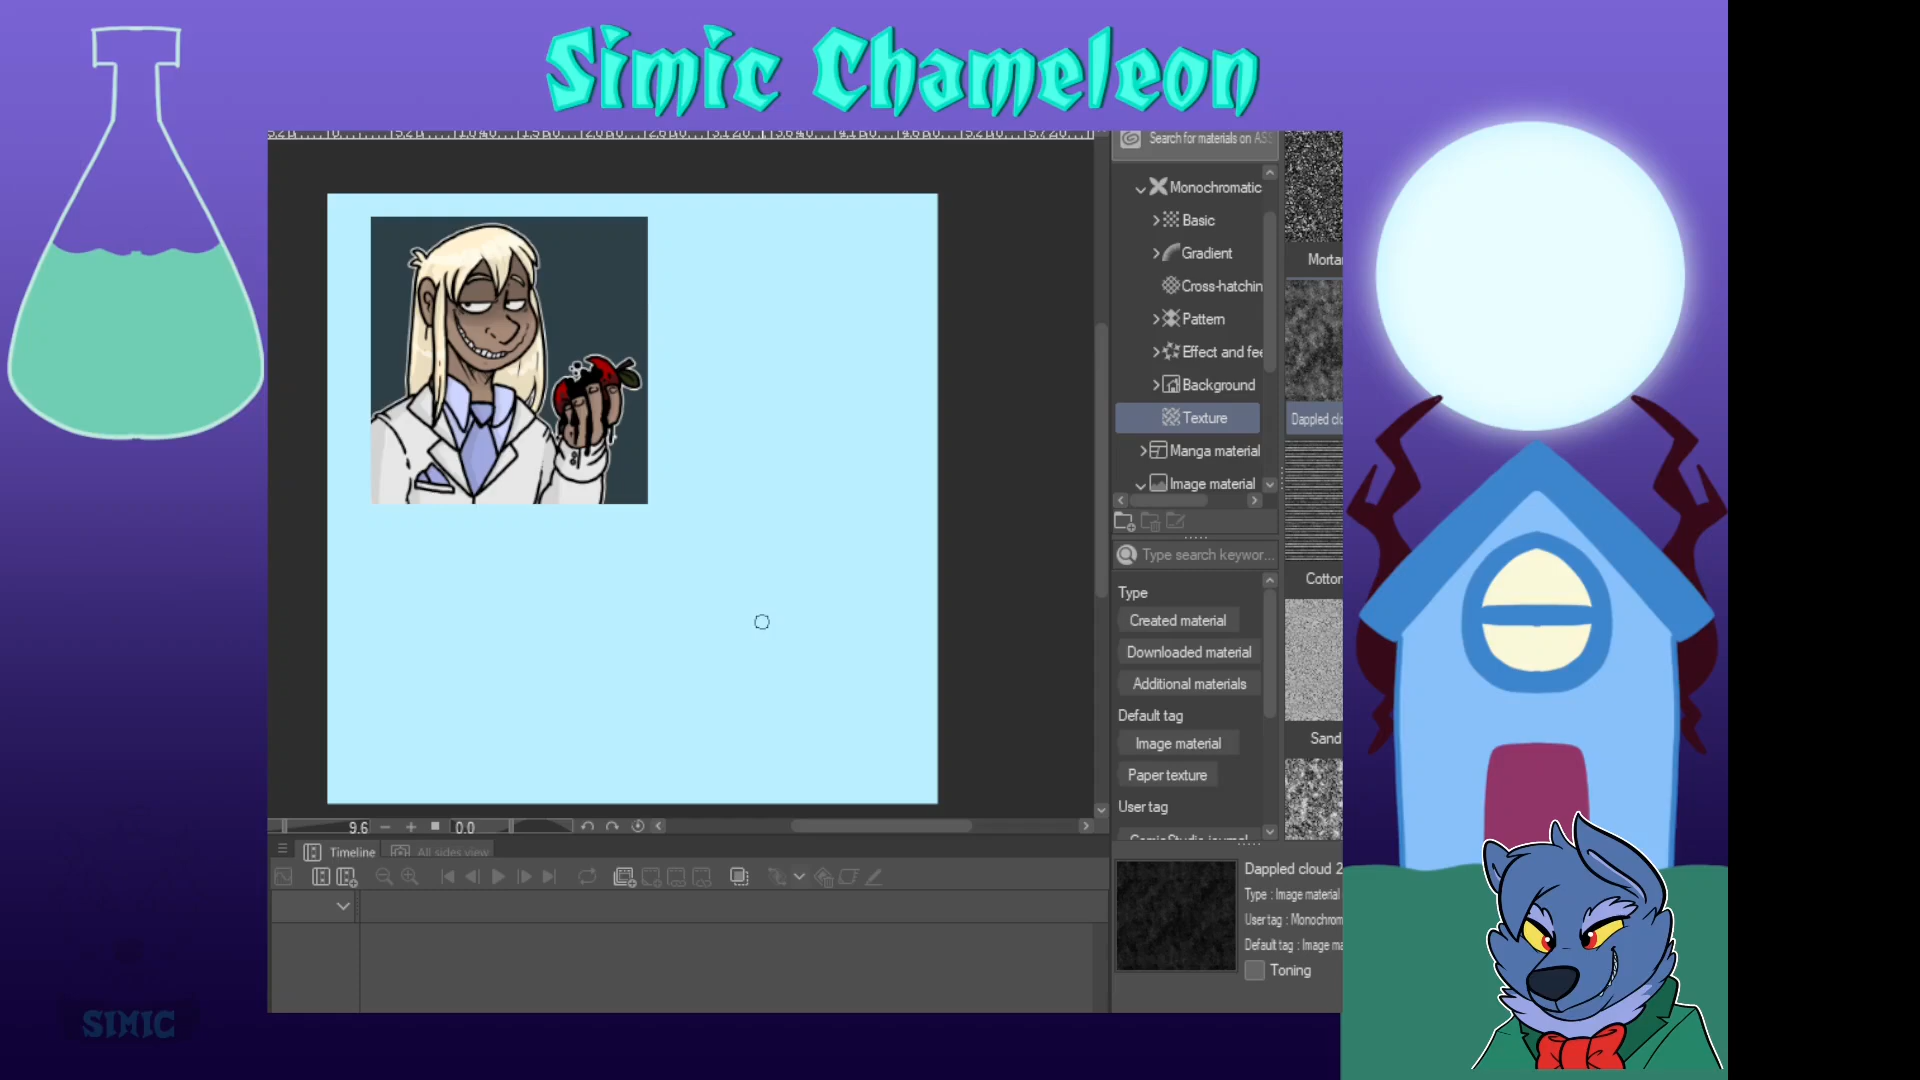 Simic Chameleon
Search for materials on ASS
Monochromatic
Basic
Gradient
Cross-hatchin
Pattern
Effect and fee
Background
Texture
Manga material
Image material
Type search keywor...
Type
Created material
Downloaded material
Additional materials
Default tag
Image material
Paper texture
User tag
Morta
Dappled clo
Cotton
Sand
9.6
0.0
Timeline
All sides view
Dappled cloud 2
Type : Image material
User tag : Monochrom
Default tag : Image ma
Toning
SIMIC